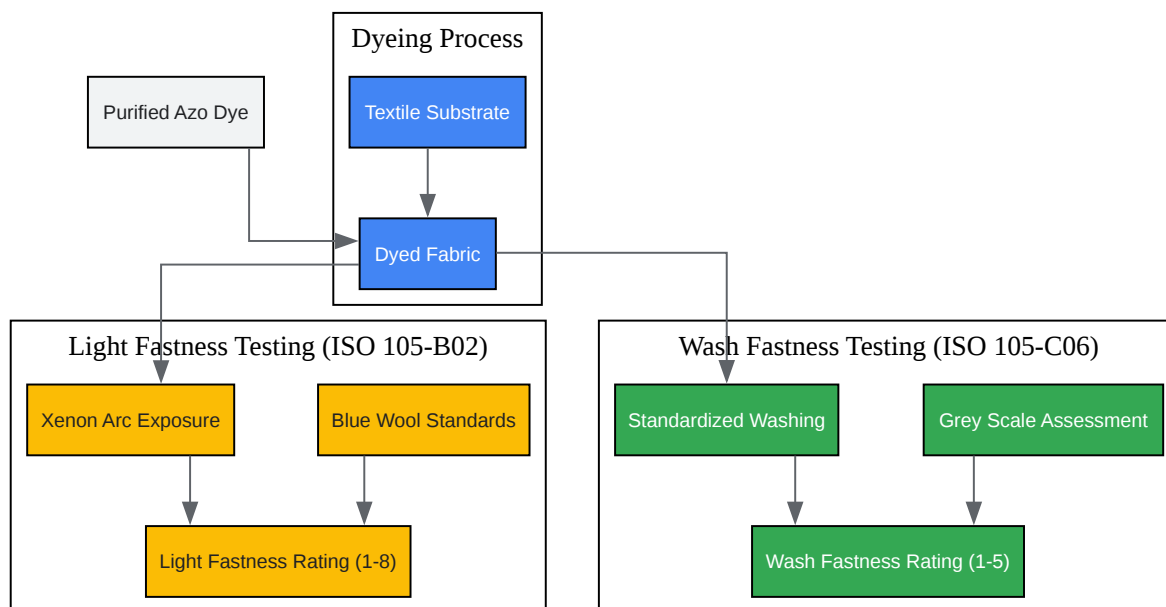 Dyeing Process
Purified Azo Dye
Textile Substrate
Dyed Fabric
Light Fastness Testing (ISO 105-B02)
Wash Fastness Testing (ISO 105-C06)
Xenon Arc Exposure
Blue Wool Standards
Standardized Washing
Grey Scale Assessment
Light Fastness Rating (1-8)
Wash Fastness Rating (1-5)